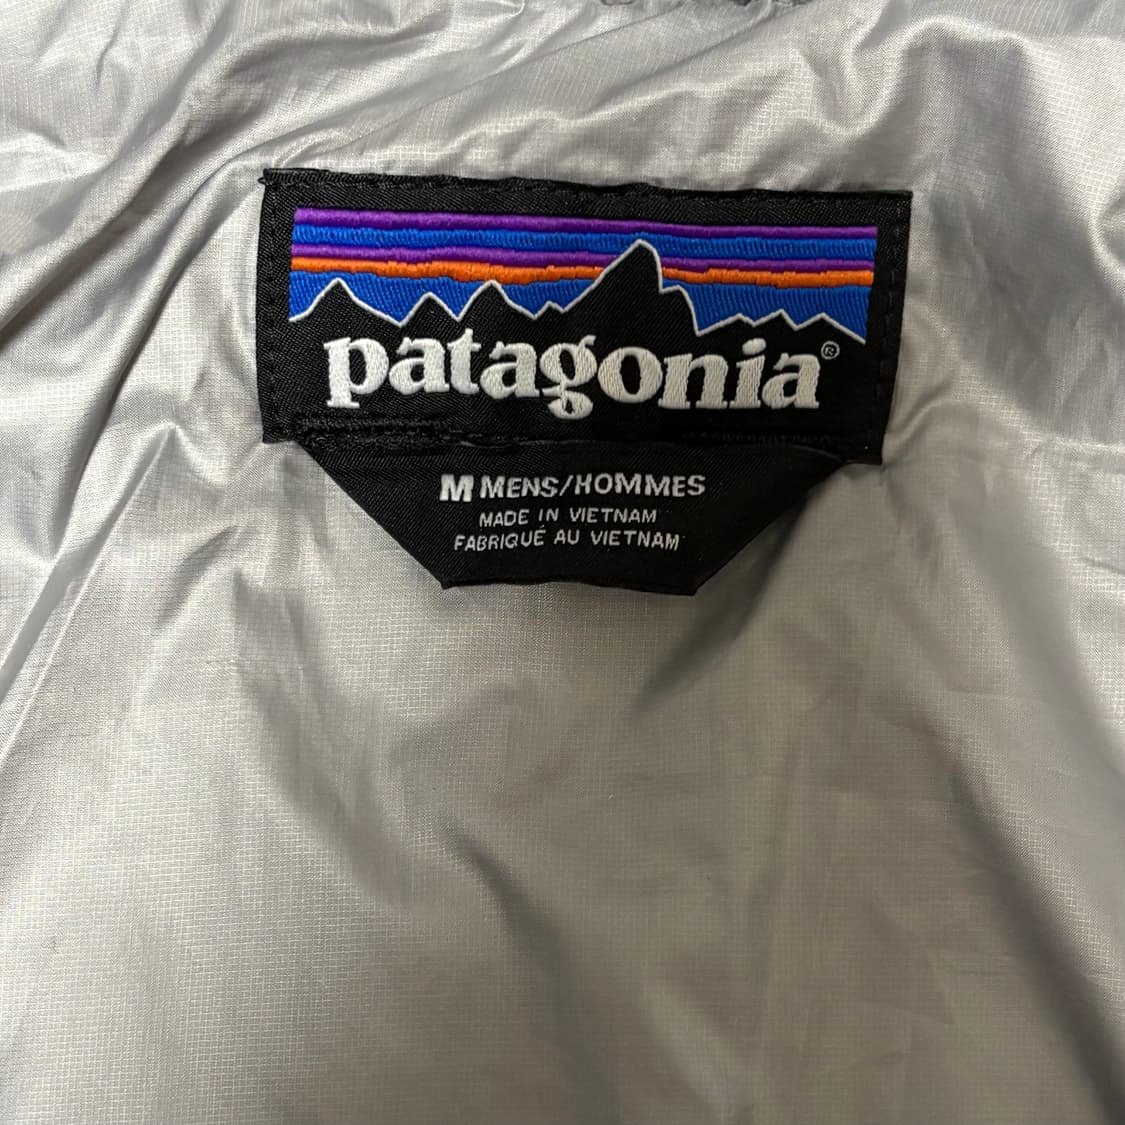 patagonia®
M MENS/HOMMES
MADE IN VIETNAM
FABRIQUÉ AU VIETNAM